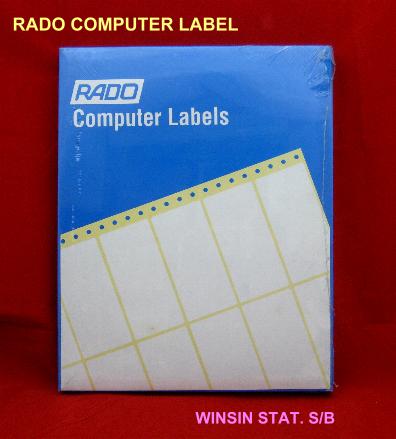 RADO COMPUTER LABEL
RADO
Computer Labels
WINSIN STAT. S/B